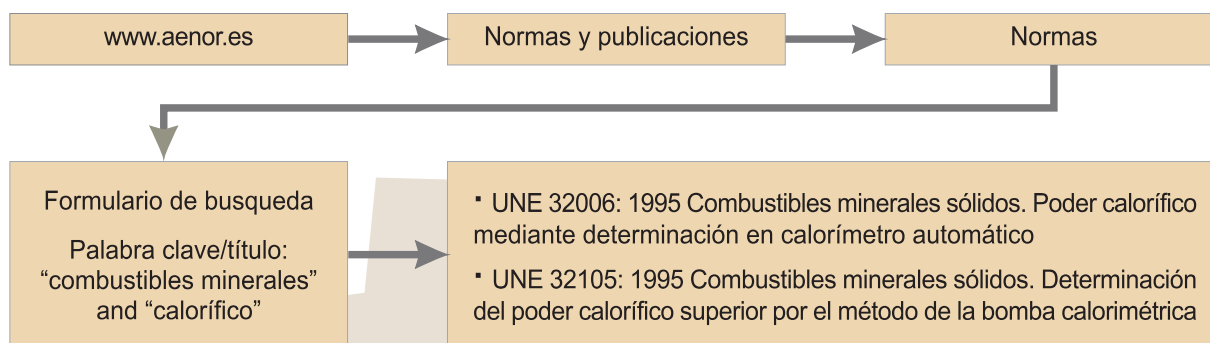 www.aenor.es
Normas y publicaciones
Normas
Formulario de busqueda
Palabra clave/título:
“combustibles minerales”
and “calorífico”
· UNE 32006: 1995 Combustibles minerales sólidos. Poder calorífico
mediante determinación en calorímetro automático
· UNE 32105: 1995 Combustibles minerales sólidos. Determinación
del poder calorífico superior por el método de la bomba calorimétrica